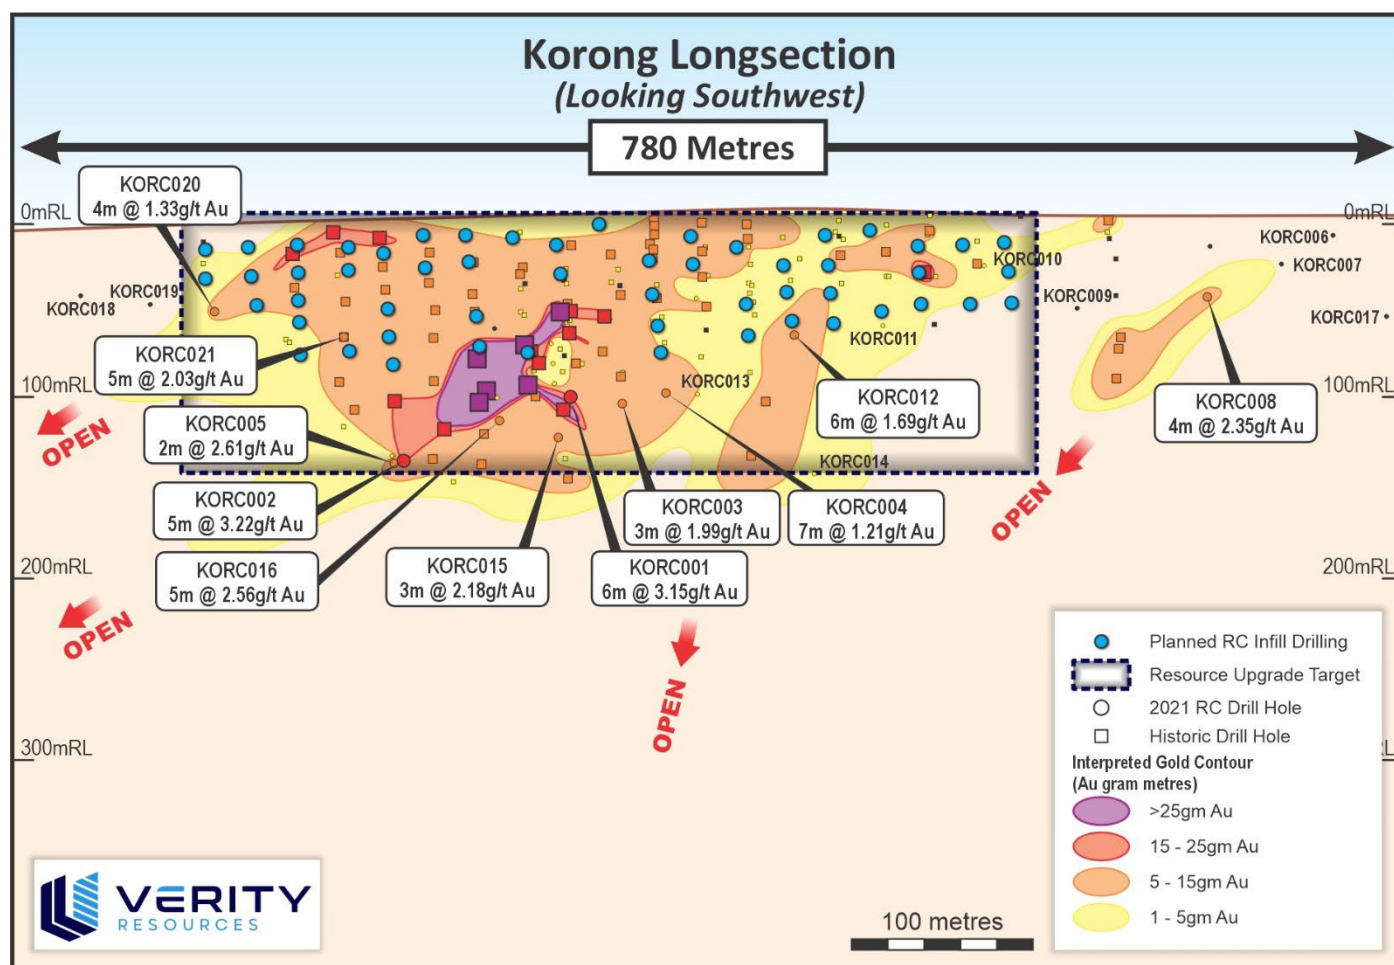 Korong Longsection
(Looking Southwest)
780 Metres
KORC020
4m @ 1.33g/t Au
0mRL
0mRL
KORC006
KORC007
KORC010
KORC019
KORC018
KORC009
KORC017
KORC011
KORC021
5m @ 2.03g/t Au
KORC013
100mRL
100mRL
KORC012
6m @ 1.69g/t Au
KORC008
4m @ 2.35g/t Au
OPEN
KORC005
2m @ 2.61g/t Au
KORC014
KORC002
5m @ 3.22g/t Au
KORC003
3m @ 1.99g/t Au
KORC004
7m @ 1.21g/t Au
OPEN
KORC016
5m @ 2.56g/t Au
KORC015
3m @ 2.18g/t Au
KORC001
6m @ 3.15g/t Au
200mRL
200mRL
OPEN
OPEN
300mRL
RL
Planned RC Infill Drilling
Resource Upgrade Target
2021 RC Drill Hole
Historic Drill Hole
Interpreted Gold Contour
(Au gram metres)
>25gm Au
15 - 25gm Au
5 - 15gm Au
1 - 5gm Au
VERITY
RESOURCES
100 metres